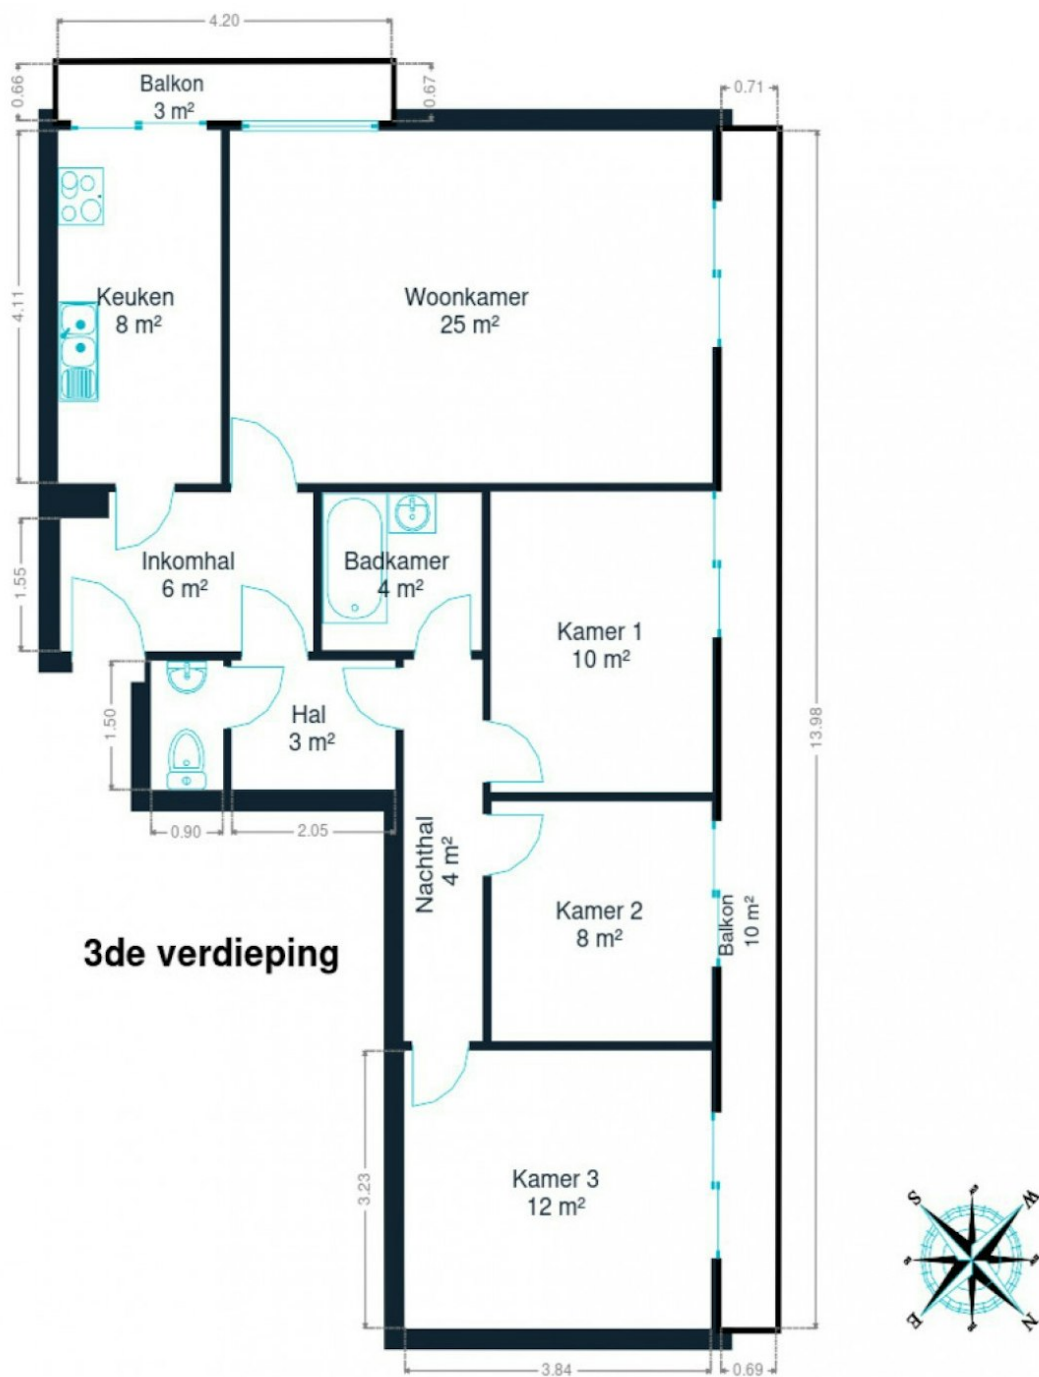 4.20
0.66
Balkon
3 m²
0.67
0.71
4.11
Keuken
8 m²
Woonkamer
25 m²
1.55
Inkomhal
6 m²
Badkamer
4 m²
Kamer 1
10 m²
1.50
Hal
3 m²
13.98
0.90
2.05
Nachthal
4 m²
Kamer 2
8 m²
Balkon
10 m²
3de verdieping
3.23
Kamer 3
12 m²
S
W
E
N
3.84
0.69